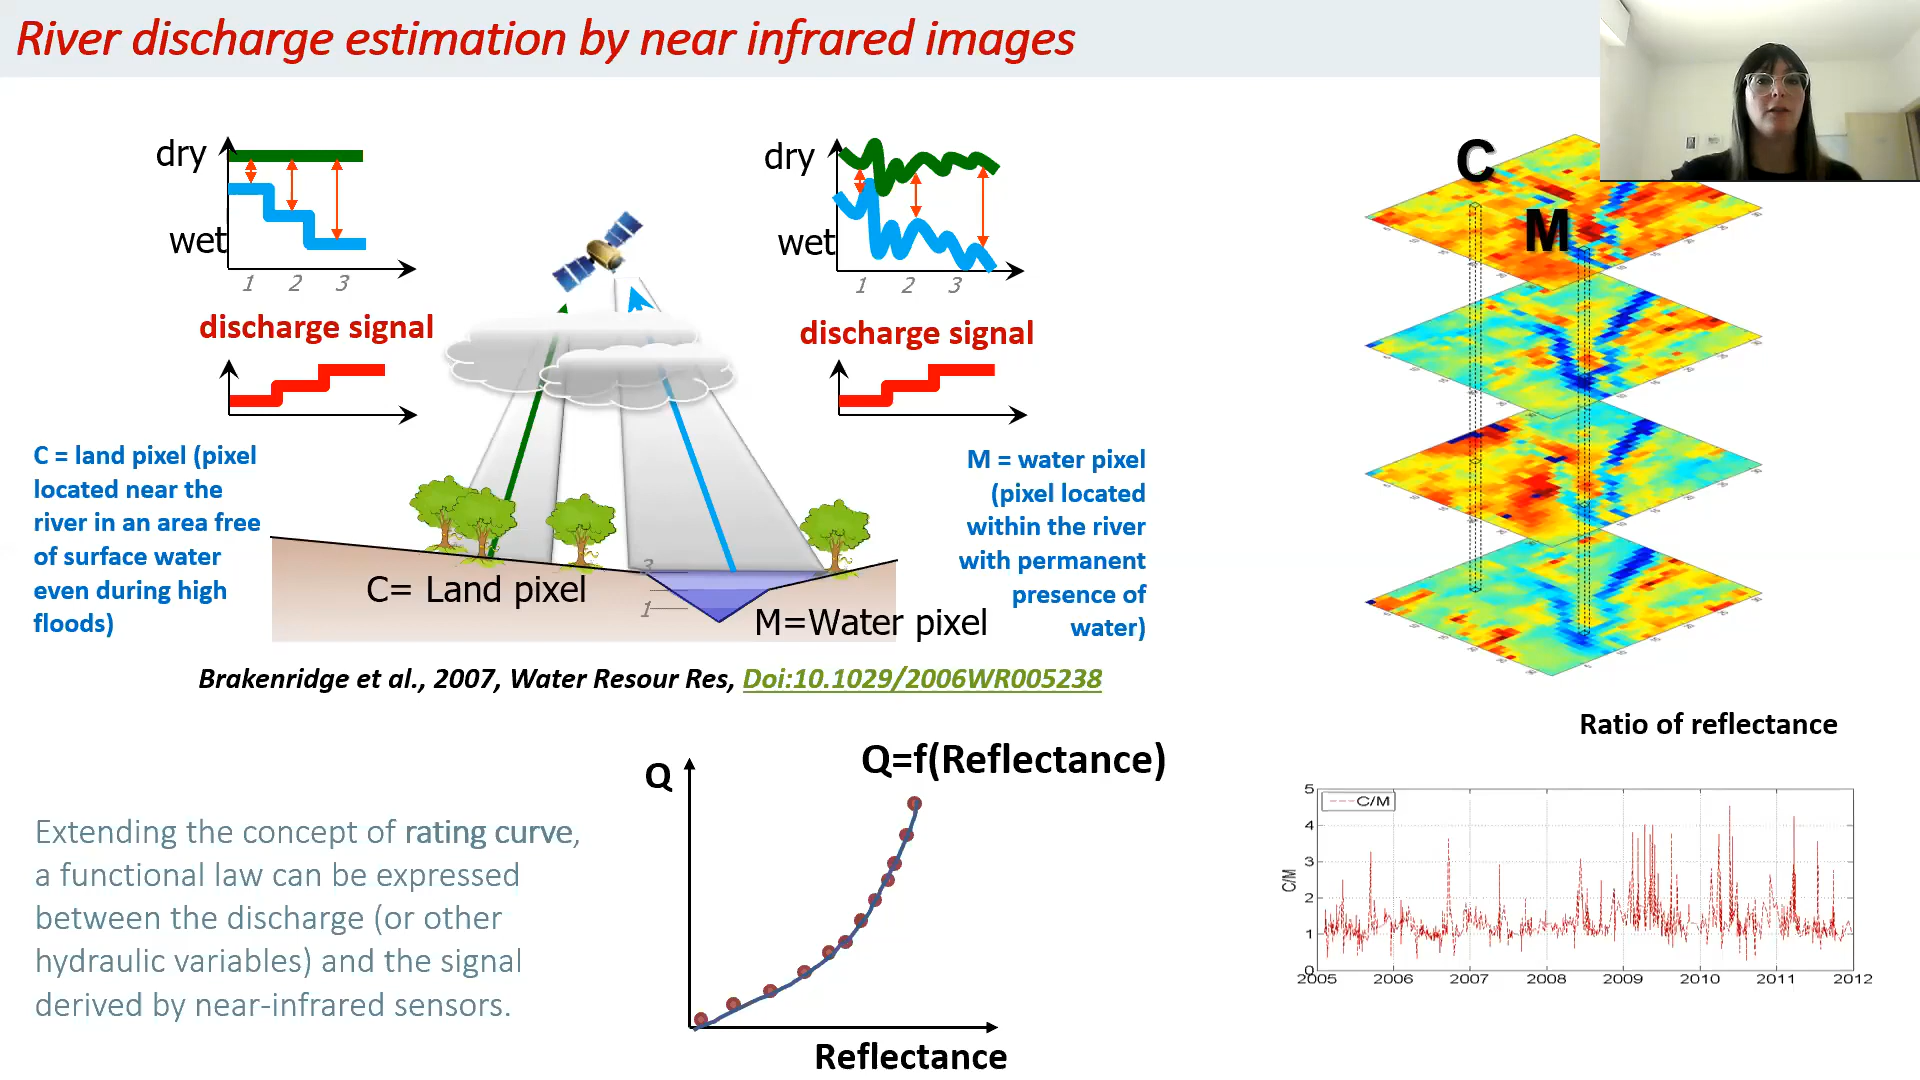 River discharge estimation by near infrared images
dry
wet
1 2 3
discharge signal
dry
wet
1 2 3
discharge signal
C = land pixel (pixel
located near the
river in an area free
of surface water
even during high
floods)
C= Land pixel
3
1
M=Water pixel
M = water pixel
(pixel located
within the river
with permanent
presence of
water)
C
M
Brakenridge et al., 2007, Water Resour Res, Doi:10.1029/2006WR005238
Ratio of reflectance
Extending the concept of rating curve,
a functional law can be expressed
between the discharge (or other
hydraulic variables) and the signal
derived by near-infrared sensors.
Q
Q=f(Reflectance)
Reflectance
C/M
C/M
5
4
3
2
1
0
2005 2006 2007 2008 2009 2010 2011 2012